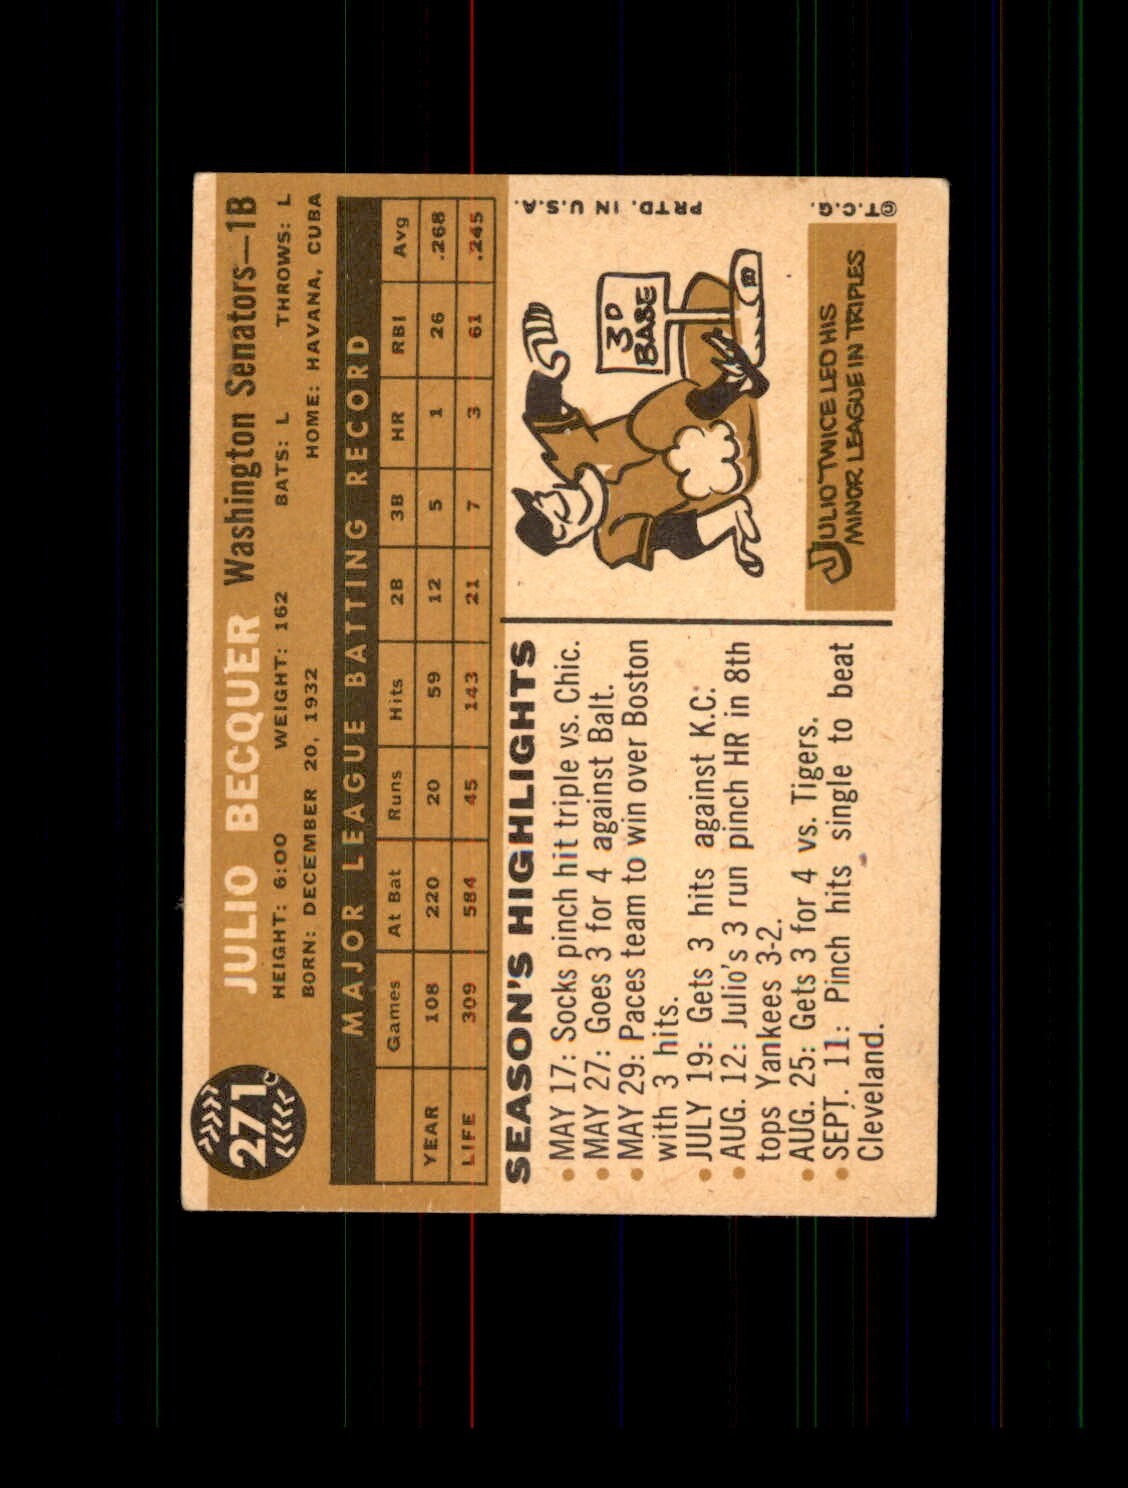 271
JULIO BECQUER Washington Senators—1B
HEIGHT: 6:00 WEIGHT: 162 BATS: L THROWS: L
BORN: DECEMBER 20, 1932 HOME: HAVANA, CUBA
MAJOR LEAGUE BATTING RECORD
Games At Bat Runs Hits 2B 3B HR RBI Avg
YEAR 108 220 20 59 12 5 1 26 .268
LIFE 309 584 45 143 21 7 3 61 .245
SEASON'S HIGHLIGHTS
• MAY 17: Socks pinch hit triple vs. Chic.
• MAY 27: Goes 3 for 4 against Balt.
• MAY 29: Paces team to win over Boston
with 3 hits.
• JULY 19: Gets 3 hits against K.C.
• AUG. 12: Julio's 3 run pinch HR in 8th
tops Yankees 3-2.
• AUG. 25: Gets 3 for 4 vs. Tigers.
• SEPT. 11: Pinch hits single to beat
Cleveland.
3D
BASE
JULIO TWICE LED HIS
MINOR LEAGUE IN TRIPLES
©T.C.G.
PRTD. IN U.S.A.